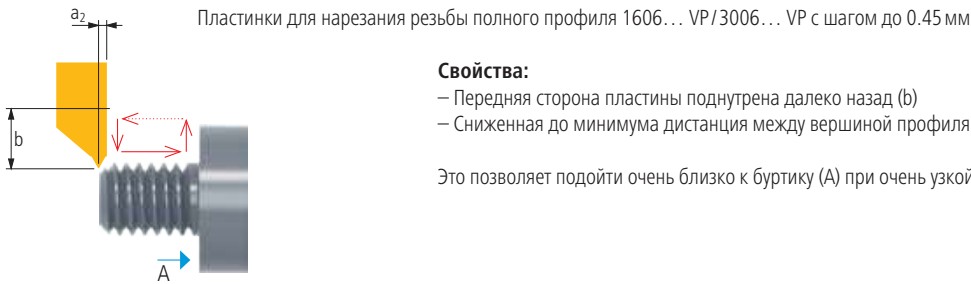 a2
Пластинки для нарезания резьбы полного профиля 1606… VP/3006… VP с шагом до 0.45 мм
Свойства:
– Передняя сторона пластины поднутрена далеко назад (b)
– Сниженная до минимума дистанция между вершиной профиля
b
Это позволяет подойти очень близко к буртику (A) при очень узкой
A